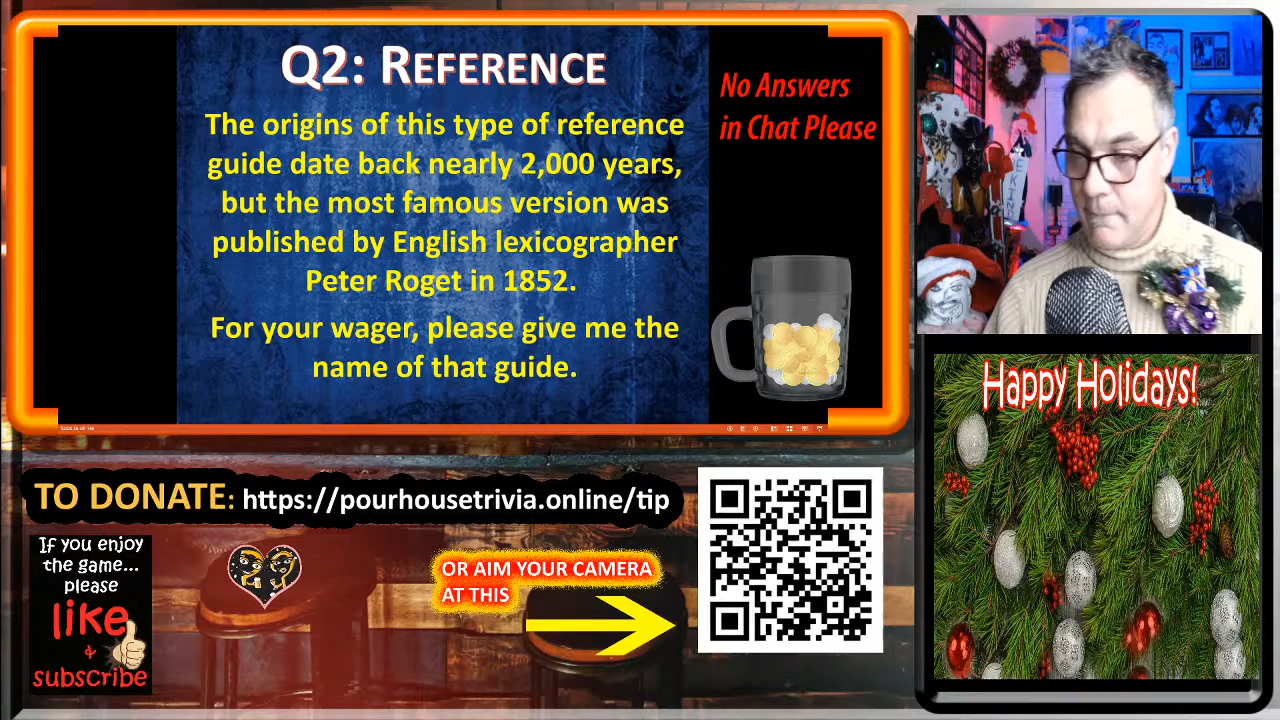 Q2: REFERENCE
The origins of this type of reference
guide date back nearly 2,000 years,
but the most famous version was
published by English lexicographer
Peter Roget in 1852.
For your wager, please give me the
name of that guide.
No Answers
in Chat Please
Happy Holidays!
TO DONATE: https://pourhousetrivia.online/tip
If you enjoy
the game...
please
like
+
subscribe
OR AIM YOUR CAMERA
AT THIS